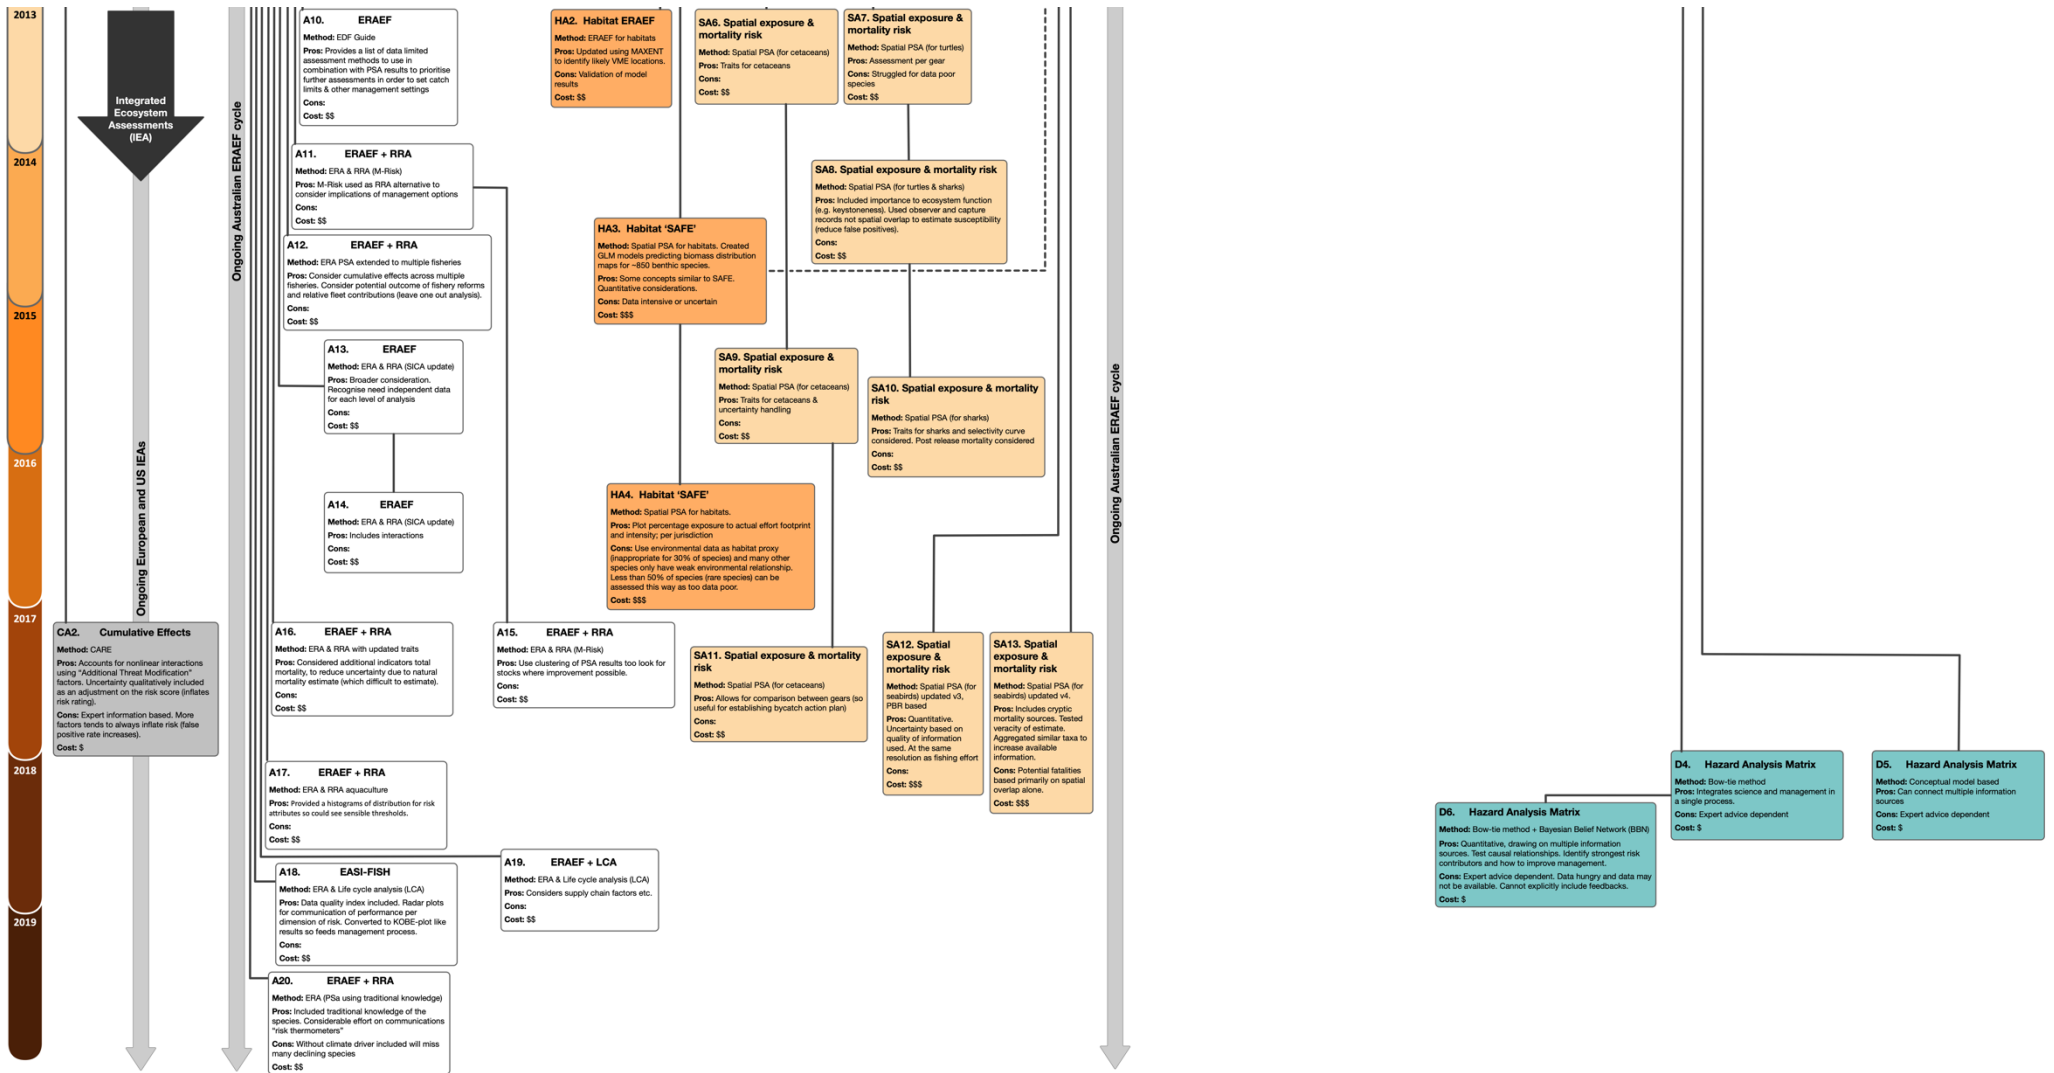 2013
2014
2015
2016
2017
2018
2019
Integrated
Ecosystem
Assessments
(IEA)
Ongoing European and US IEAs
Ongoing Australian ERAEF cycle
CA2. Cumulative Effects
Method: CARE
Pros: Accounts for nonlinear interactions
using “Additional Threat Modification”
factors. Uncertainty qualitatively included
as an adjustment on the risk score (inflates
risk rating).
Cons: Expert information based. More
factors tends to always inflate risk (false
positive rate increases).
Cost: $
A10. ERAEF
Method: EDF Guide
Pros: Provides a list of data limited
assessment methods to use in
combination with PSA results to prioritise
further assessments in order to set catch
limits & other management settings
Cons:
Cost: $$
A11. ERAEF + RRA
Method: ERA & RRA (M-Risk)
Pros: M-Risk used as RRA alternative to
consider implications of management options
Cons:
Cost: $$
A12. ERAEF + RRA
Method: ERA PSA extended to multiple fisheries
Pros: Consider cumulative effects across multiple
fisheries. Consider potential outcome of fishery reforms
and relative fleet contributions (leave one out analysis).
Cons:
Cost: $$
A13. ERAEF
Method: ERA & RRA (SICA update)
Pros: Broader consideration.
Recognise need independent data
for each level of analysis
Cons:
Cost: $$
A14. ERAEF
Method: ERA & RRA (SICA update)
Pros: Includes interactions
Cons:
Cost: $$
A16. ERAEF + RRA
Method: ERA & RRA with updated traits
Pros: Considered additional indicators total
mortality, to reduce uncertainty due to natural
mortality estimate (which difficult to estimate).
Cons:
Cost: $$
A15. ERAEF + RRA
Method: ERA & RRA (M-Risk)
Pros: Use clustering of PSA results too look for
stocks where improvement possible.
Cons:
Cost: $$
A17. ERAEF + RRA
Method: ERA & RRA aquaculture
Pros: Provided a histograms of distribution for risk
attributes so could see sensible thresholds.
Cons:
Cost: $$
A18. EASI-FISH
Method: ERA & Life cycle analysis (LCA)
Pros: Data quality index included. Radar plots
for communication of performance per
dimension of risk. Converted to KOBE-plot like
results so feeds management process.
Cons:
Cost: $$
A19. ERAEF + LCA
Method: ERA & Life cycle analysis (LCA)
Pros: Considers supply chain factors etc.
Cons:
Cost: $$
A20. ERAEF + RRA
Method: ERA (PSa using traditional knowledge)
Pros: Included traditional knowledge of the
species. Considerable effort on communications
“risk thermometers”
Cons: Without climate driver included will miss
many declining species
Cost: $$
HA2. Habitat ERAEF
Method: ERAEF for habitats
Pros: Updated using MAXENT
to identify likely VME locations.
Cons: Validation of model
results
Cost: $$
HA3. Habitat ‘SAFE’
Method: Spatial PSA for habitats. Created
GLM models predicting biomass distribution
maps for ~850 benthic species.
Pros: Some concepts similar to SAFE.
Quantitative considerations.
Cons: Data intensive or uncertain
Cost: $$$
HA4. Habitat ‘SAFE’
Method: Spatial PSA for habitats.
Pros: Plot percentage exposure to actual effort footprint
and intensity; per jurisdiction
Cons: Use environmental data as habitat proxy
(inappropriate for 30% of species) and many other
species only have weak environmental relationship.
Less than 50% of species (rare species) can be
assessed this way as too data poor.
Cost: $$$
SA6. Spatial exposure &
mortality risk
Method: Spatial PSA (for cetaceans)
Pros: Traits for cetaceans
Cons:
Cost: $$
SA7. Spatial exposure &
mortality risk
Method: Spatial PSA (for turtles)
Pros: Assessment per gear
Cons: Struggled for data poor
species
Cost: $$
SA8. Spatial exposure & mortality risk
Method: Spatial PSA (for turtles & sharks)
Pros: Included importance to ecosystem function
(e.g. keystoneness). Used observer and capture
records not spatial overlap to estimate susceptibility
(reduce false positives).
Cons:
Cost: $$
SA9. Spatial exposure &
mortality risk
Method: Spatial PSA (for cetaceans)
Pros: Traits for cetaceans &
uncertainty handling
Cons:
Cost: $$
SA10. Spatial exposure & mortality
risk
Method: Spatial PSA (for sharks)
Pros: Traits for sharks and selectivity curve
considered. Post release mortality considered
Cons:
Cost: $$
SA11. Spatial exposure & mortality
risk
Method: Spatial PSA (for cetaceans)
Pros: Allows for comparison between gears (so
useful for establishing bycatch action plan)
Cons:
Cost: $$
SA12. Spatial
exposure &
mortality risk
Method: Spatial PSA (for
seabirds) updated v3,
PBR based
Pros: Quantitative.
Uncertainty based on
quality of information
used. At the same
resolution as fishing effort
Cons:
Cost: $$$
SA13. Spatial
exposure &
mortality risk
Method: Spatial PSA (for
seabirds) updated v4.
Pros: Includes cryptic
mortality sources. Tested
veracity of estimate.
Aggregated similar taxa to
increase available
information.
Cons: Potential fatalities
based primarily on spatial
overlap alone.
Cost: $$$
Ongoing Australian ERAEF cycle
D4. Hazard Analysis Matrix
Method: Bow-tie method
Pros: Integrates science and management in
a single process.
Cons: Expert advice dependent
Cost: $
D5. Hazard Analysis Matrix
Method: Conceptual model based
Pros: Can connect multiple information
sources
Cons: Expert advice dependent
Cost: $
D6. Hazard Analysis Matrix
Method: Bow-tie method + Bayesian Belief Network (BBN)
Pros: Quantitative, drawing on multiple information
sources. Test causal relationships. Identify strongest risk
contributors and how to improve management.
Cons: Expert advice dependent. Data hungry and data may
not be available. Cannot explicitly include feedbacks.
Cost: $